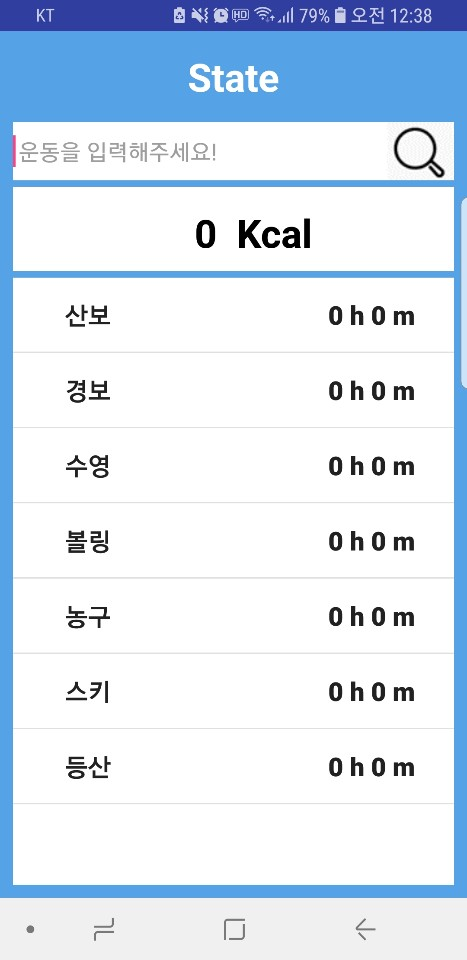 KT HD 79% 오전 12:38
State
운동을 입력해주세요!
0 Kcal
산보 0 h 0 m
경보 0 h 0 m
수영 0 h 0 m
볼링 0 h 0 m
농구 0 h 0 m
스키 0 h 0 m
등산 0 h 0 m